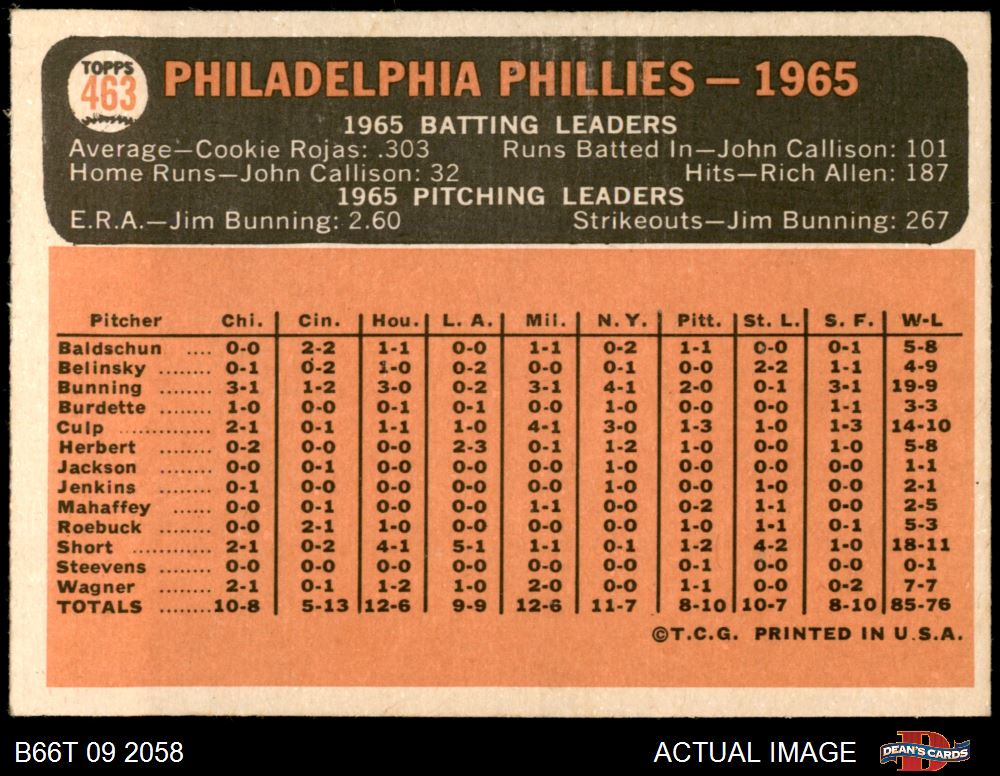 TOPPS
463
PHILADELPHIA PHILLIES — 1965
1965 BATTING LEADERS
Average—Cookie Rojas: .303 Runs Batted In—John Callison: 101
Home Runs—John Callison: 32 Hits—Rich Allen: 187
1965 PITCHING LEADERS
E.R.A.—Jim Bunning: 2.60 Strikeouts—Jim Bunning: 267
Pitcher Chi. Cin. Hou. L. A. Mil. N. Y. Pitt. St. L. S. F. W-L
Baldschun .... 0-0 2-2 1-1 0-0 1-1 0-2 1-1 0-0 0-1 5-8
Belinsky ........ 0-1 0-2 1-0 0-2 0-0 0-1 0-0 2-2 1-1 4-9
Bunning ........ 3-1 1-2 3-0 0-2 3-1 4-1 2-0 0-1 3-1 19-9
Burdette ........ 1-0 0-0 0-1 0-1 0-0 1-0 0-0 0-0 1-1 3-3
Culp .............. 2-1 0-1 1-1 1-0 4-1 3-0 1-3 1-0 1-3 14-10
Herbert ........ 0-2 0-0 0-0 2-3 0-1 1-2 1-0 0-0 1-0 5-8
Jackson ........ 0-0 0-1 0-0 0-0 0-0 1-0 0-0 0-0 0-0 1-1
Jenkins ........ 0-1 0-0 0-0 0-0 0-0 1-0 0-0 1-0 0-0 2-1
Mahaffey ...... 0-0 0-1 0-0 0-0 1-1 0-0 0-2 1-1 0-0 2-5
Roebuck ........ 0-0 2-1 1-0 0-0 0-0 0-0 1-0 1-1 0-1 5-3
Short ............ 2-1 0-2 4-1 5-1 1-1 0-1 1-2 4-2 1-0 18-11
Steevens ........ 0-0 0-0 0-0 0-0 0-0 0-0 0-1 0-0 0-0 0-1
Wagner ........ 2-1 0-1 1-2 1-0 2-0 0-0 1-1 0-0 0-2 7-7
TOTALS ........ 10-8 5-13 12-6 9-9 12-6 11-7 8-10 10-7 8-10 85-76
©T.C.G. PRINTED IN U.S.A.
B66T 09 2058 ACTUAL IMAGE DEAN'S CARDS